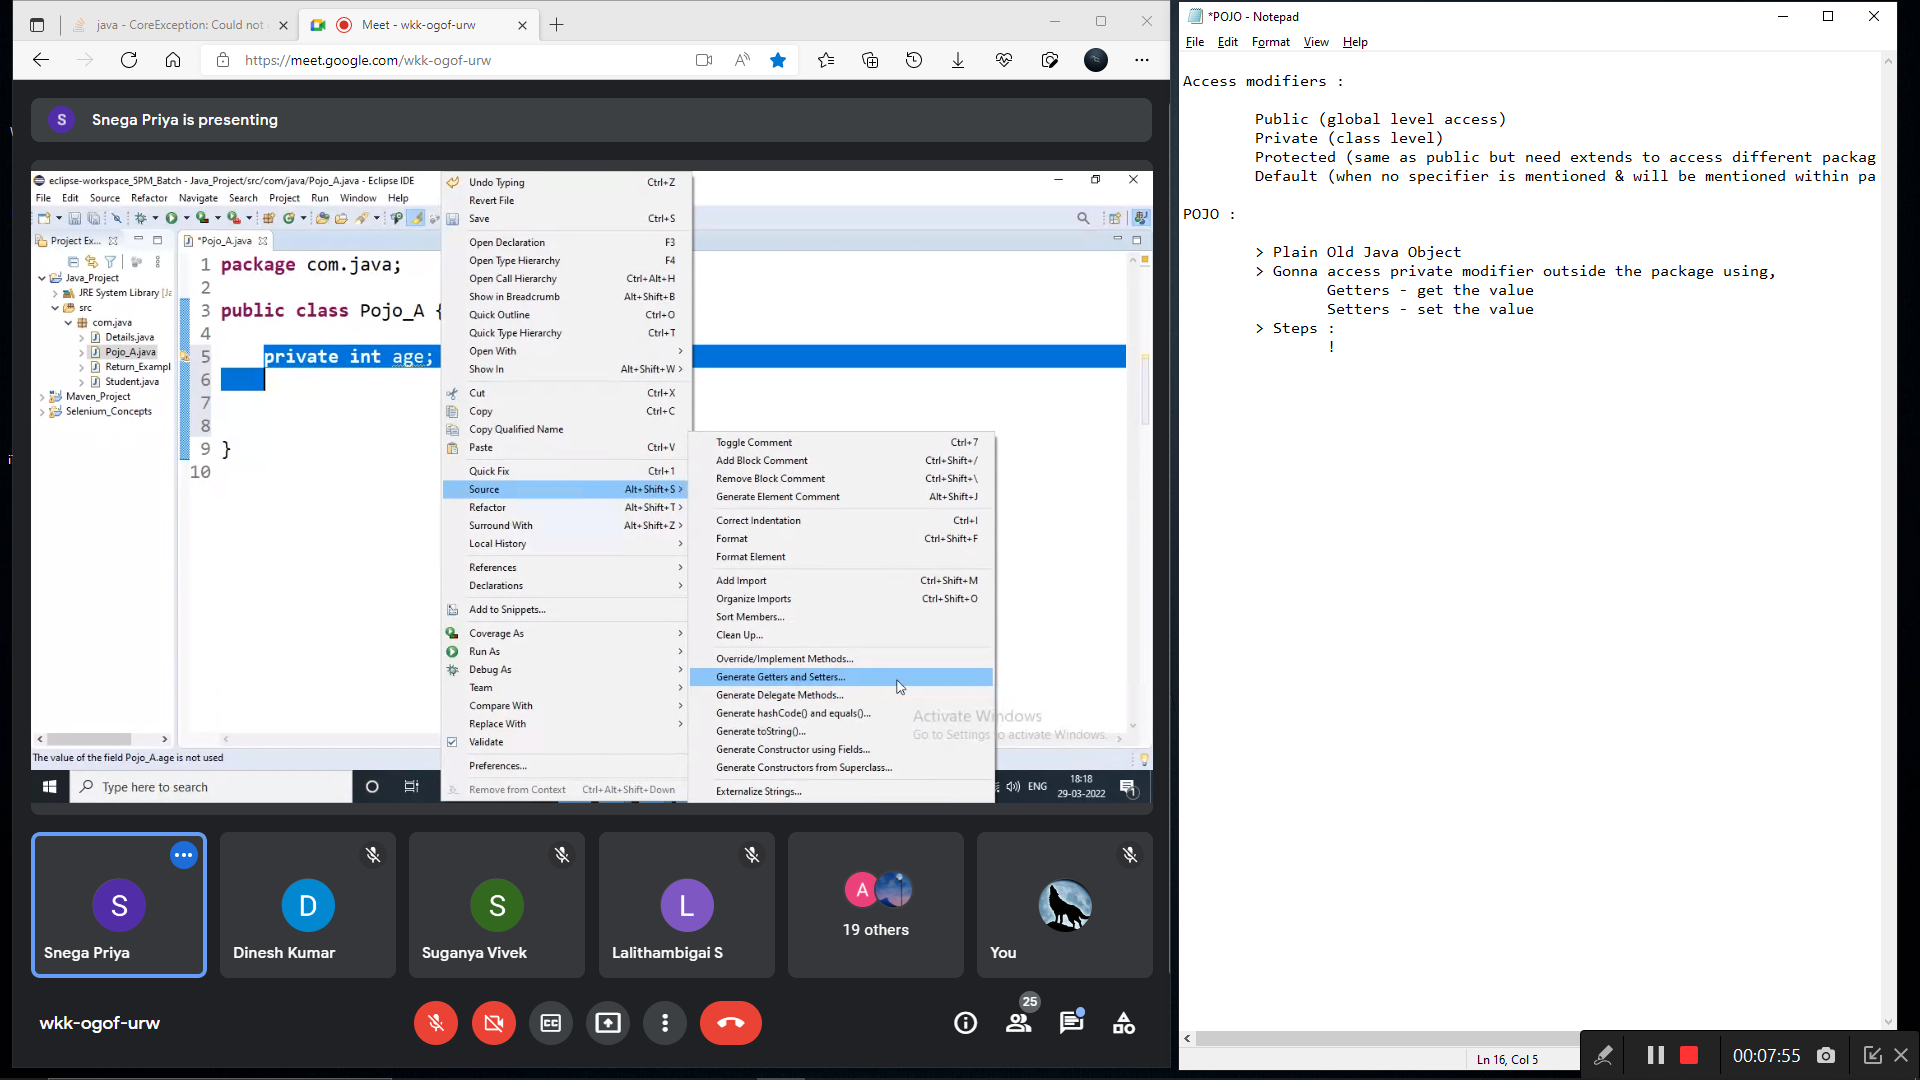 java - CoreException: Could not
Meet - wkk-ogof-urw
https://meet.google.com/wkk-ogof-urw
S
Snega Priya is presenting
eclipse-workspace_5PM_Batch - Java_Project/src/com/java/Pojo_A.java - Eclipse IDE
File Edit Source Refactor Navigate Search Project Run Window Help
Project Ex...
*Pojo_A.java
Java_Project
JRE System Library [Ja
src
com.java
Details.java
Pojo_A.java
Return_Exampl
Student.java
Maven_Project
Selenium_Concepts
1 package com.java;
2
3 public class Pojo_A {
4
5 private int age;
6
7
8
9 }
10
The value of the field Pojo_A.age is not used
Undo Typing Ctrl+Z
Revert File
Save Ctrl+S
Open Declaration F3
Open Type Hierarchy F4
Open Call Hierarchy Ctrl+Alt+H
Show in Breadcrumb Alt+Shift+B
Quick Outline Ctrl+O
Quick Type Hierarchy Ctrl+T
Open With
Show In Alt+Shift+W
Cut Ctrl+X
Copy Ctrl+C
Copy Qualified Name
Paste Ctrl+V
Quick Fix Ctrl+1
Source Alt+Shift+S
Refactor Alt+Shift+T
Surround With Alt+Shift+Z
Local History
References
Declarations
Add to Snippets...
Coverage As
Run As
Debug As
Team
Compare With
Replace With
Validate
Preferences...
Remove from Context Ctrl+Alt+Shift+Down
Toggle Comment Ctrl+7
Add Block Comment Ctrl+Shift+/
Remove Block Comment Ctrl+Shift+\
Generate Element Comment Alt+Shift+J
Correct Indentation Ctrl+I
Format Ctrl+Shift+F
Format Element
Add Import Ctrl+Shift+M
Organize Imports Ctrl+Shift+O
Sort Members...
Clean Up...
Override/Implement Methods...
Generate Getters and Setters...
Generate Delegate Methods...
Generate hashCode() and equals()...
Generate toString()...
Generate Constructor using Fields...
Generate Constructors from Superclass...
Externalize Strings...
Activate Windows
Go to Settings to activate Windows.
Type here to search
ENG
18:18
29-03-2022
1
S
Snega Priya
D
Dinesh Kumar
S
Suganya Vivek
L
Lalithambigai S
A
19 others
You
wkk-ogof-urw
25
*POJO - Notepad
File Edit Format View Help
Access modifiers :
Public (global level access)
Private (class level)
Protected (same as public but need extends to access different packag
Default (when no specifier is mentioned & will be mentioned within pa
POJO :
> Plain Old Java Object
> Gonna access private modifier outside the package using,
Getters - get the value
Setters - set the value
> Steps :
!
Ln 16, Col 5
00:07:55